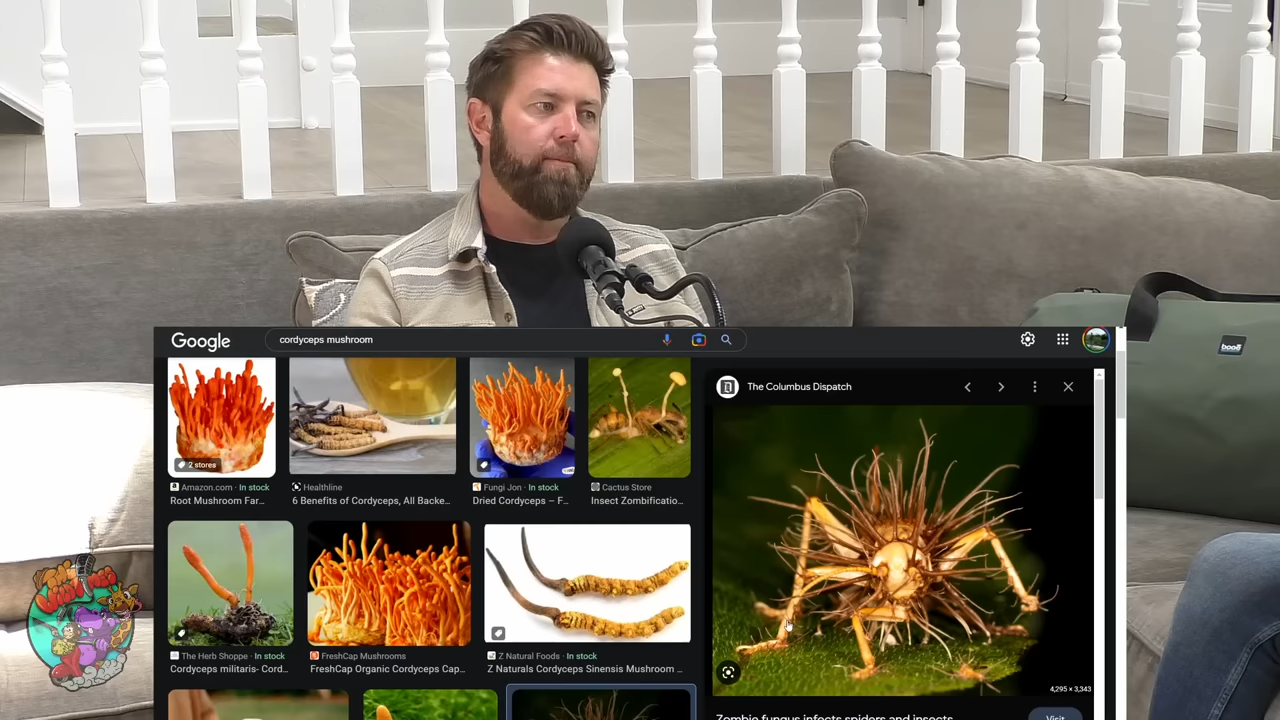 Google
cordyceps mushroom
The Columbus Dispatch
2 stores
Amazon.com · In stock
Root Mushroom Far...
Healthline
6 Benefits of Cordyceps, All Backe...
Fungi Jon · In stock
Dried Cordyceps – F...
Cactus Store
Insect Zombificatio...
The Herb Shoppe · In stock
Cordyceps militaris- Cord...
FreshCap Mushrooms
FreshCap Organic Cordyceps Cap...
Z Natural Foods · In stock
Z Naturals Cordyceps Sinensis Mushroom ...
4,295 × 3,343
Zombie fungus infects spiders and insects
Visit